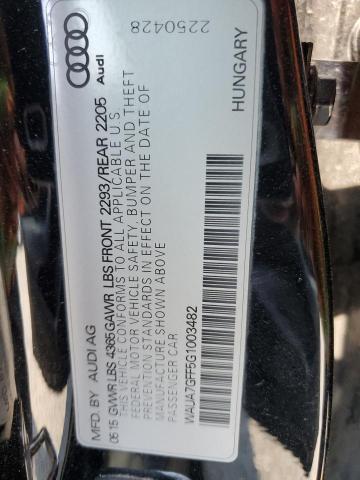 MFD. BY AUDI AG
06.15 GVWR LBS 4365 GAWR LBS FRONT 2293/REAR 2205
THIS VEHICLE CONFORMS TO ALL APPLICABLE U.S.
FEDERAL MOTOR VEHICLE SAFETY, BUMPER AND THEFT
PREVENTION STANDARDS IN EFFECT ON THE DATE OF
MANUFACTURE SHOWN ABOVE
PASSENGER CAR
WAUA7GFF5G1003482
Audi
2250428
HUNGARY